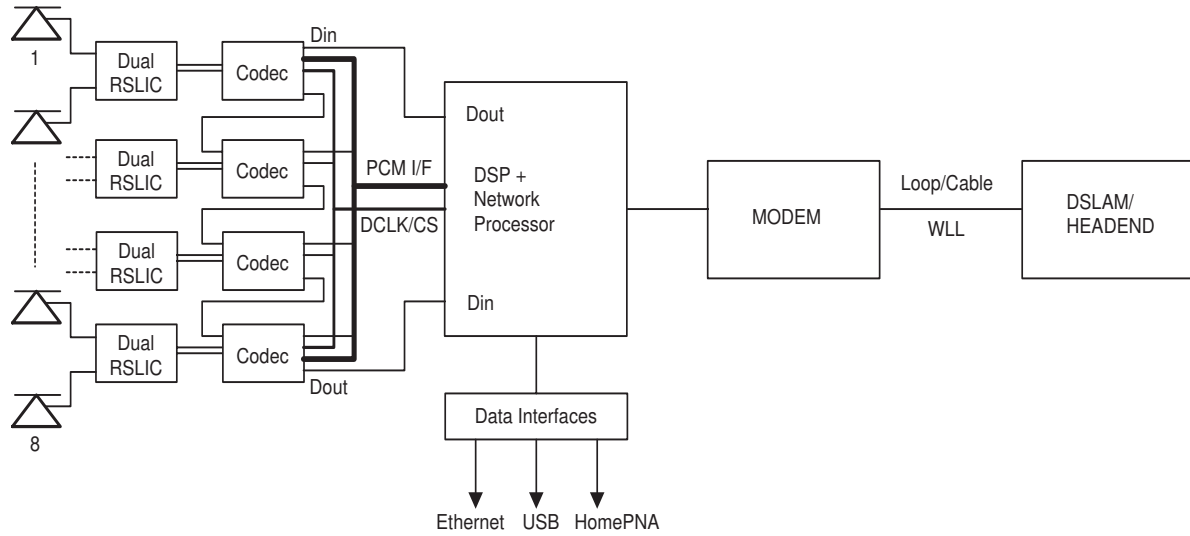 1
Dual
RSLIC
Codec
Din
Dual
RSLIC
Codec
Dual
RSLIC
Codec
Dual
RSLIC
Codec
Dout
8
PCM I/F
DCLK/CS
Dout
DSP +
Network
Processor
Din
MODEM
Loop/Cable
WLL
DSLAM/
HEADEND
Data Interfaces
Ethernet
USB
HomePNA